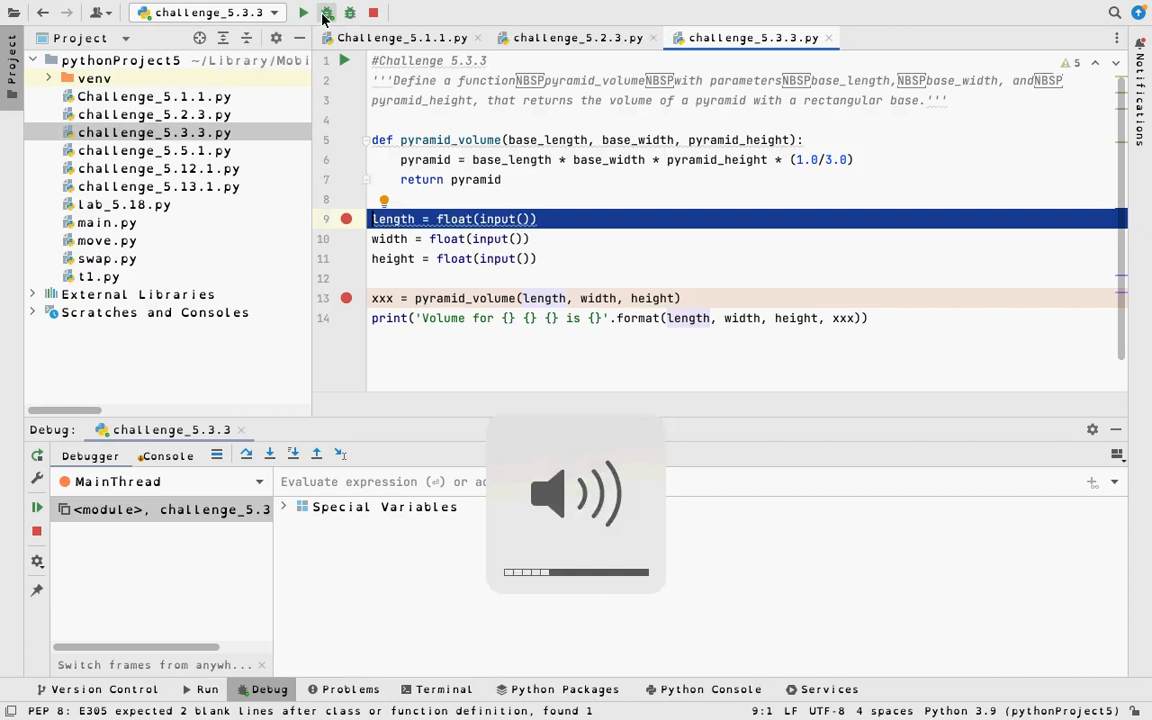 challenge_5.3.3
Project
pythonProject5 ~/Library/Mobi
venv
Challenge_5.1.1.py
challenge_5.2.3.py
challenge_5.3.3.py
challenge_5.5.1.py
challenge_5.12.1.py
challenge_5.13.1.py
lab_5.18.py
main.py
move.py
swap.py
t1.py
External Libraries
Scratches and Consoles
Project
Challenge_5.1.1.py
challenge_5.2.3.py
challenge_5.3.3.py
5
1 #Challenge 5.3.3
2 '''Define a functionNBSPpyramid_volumeNBSPwith parametersNBSPbase_length,NBSPbase_width, andNBSP
3 pyramid_height, that returns the volume of a pyramid with a rectangular base.'''
4
5 def pyramid_volume(base_length, base_width, pyramid_height):
6 pyramid = base_length * base_width * pyramid_height * (1.0/3.0)
7 return pyramid
8
9 length = float(input())
10 width = float(input())
11 height = float(input())
12
13 xxx = pyramid_volume(length, width, height)
14 print('Volume for {} {} {} is {}'.format(length, width, height, xxx))
Notifications
Debug: challenge_5.3.3
Debugger Console
MainThread
Evaluate expression (⏎) or ad
<module>, challenge_5.3
Special Variables
Switch frames from anywh...
Version Control Run Debug Problems Terminal Python Packages Python Console Services
PEP 8: E305 expected 2 blank lines after class or function definition, found 1 9:1 LF UTF-8 4 spaces Python 3.9 (pythonProject5)